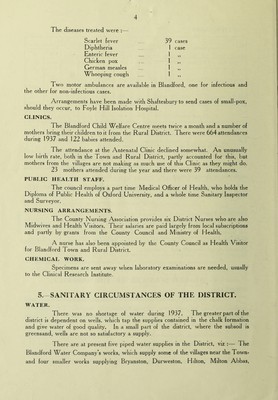 4
The diseases treated were :—
Scarlet fever ... 39 cases
Diphtheria ... 1 case
Enteric fever ... 1 „
Chicken pox ... 1 „
German measles ... 1 „
Whooping cough ... 1 „
Two motor ambulances are available in Blandford, one for infectious and
the other for non-infectious cases.
Arrangements have been made with Shaftesbury to send cases of small-pox,
should they occur, to Foyle Hill Isolation Hospital.
CLINICS.
The Blandford Child Welfare Centre meets twice a month and a number of
mothers bring their children to it from the Rural District. There were 664 attendances
during 1937 and 122 babies attended.
The attendance at the Antenatal Clinic declined somewhat. An unusually
low birth rate, both in the Town and Rural District, partly accounted for this, but
mothers from the villages are not making as much use of this Clinic as they might do.
23 mothers attended during the year and there were 39 attendances.
PUBLIC HEALTH STAFF.
The council employs a part time Medical Officer of Health, who holds the
Diploma of Public Health of Oxford University, and a whole time Sanitary Inspector
and Surveyor.
NURSING ARRANGEMENTS.
The County Nursing Association provides six District Nurses who are also
Midwives and Health Visitors. Their salaries are paid largely from local subscriptions
and partly by grants from the County Council and Ministry of Health.
A nurse has also been appointed by the County Council as Health Visitor
for Blandford Town and Rural District.
CHEMICAL WORK.
Specimens are sent away when laboratory examinations are needed, usually
to the Clinical Research Institute.
5.—SANITARY CIRCUMSTANCES OF THE DISTRICT.
WATER.
There was no shortage of water during 1937. The greater part of the
district is dependent on wells, which tap the supplies contained in the chalk formation
and give water of good quality. In a small part of the district, where the subsoil is
greensand, wells are not so satisfactory a supply.
There are at present five piped water supplies in the District, viz :— The
Blandford Water Company's works, which supply some of the villages near the Town
and four smaller works supplying Bryanston, Durweston, Hilton, Milton Abbas,